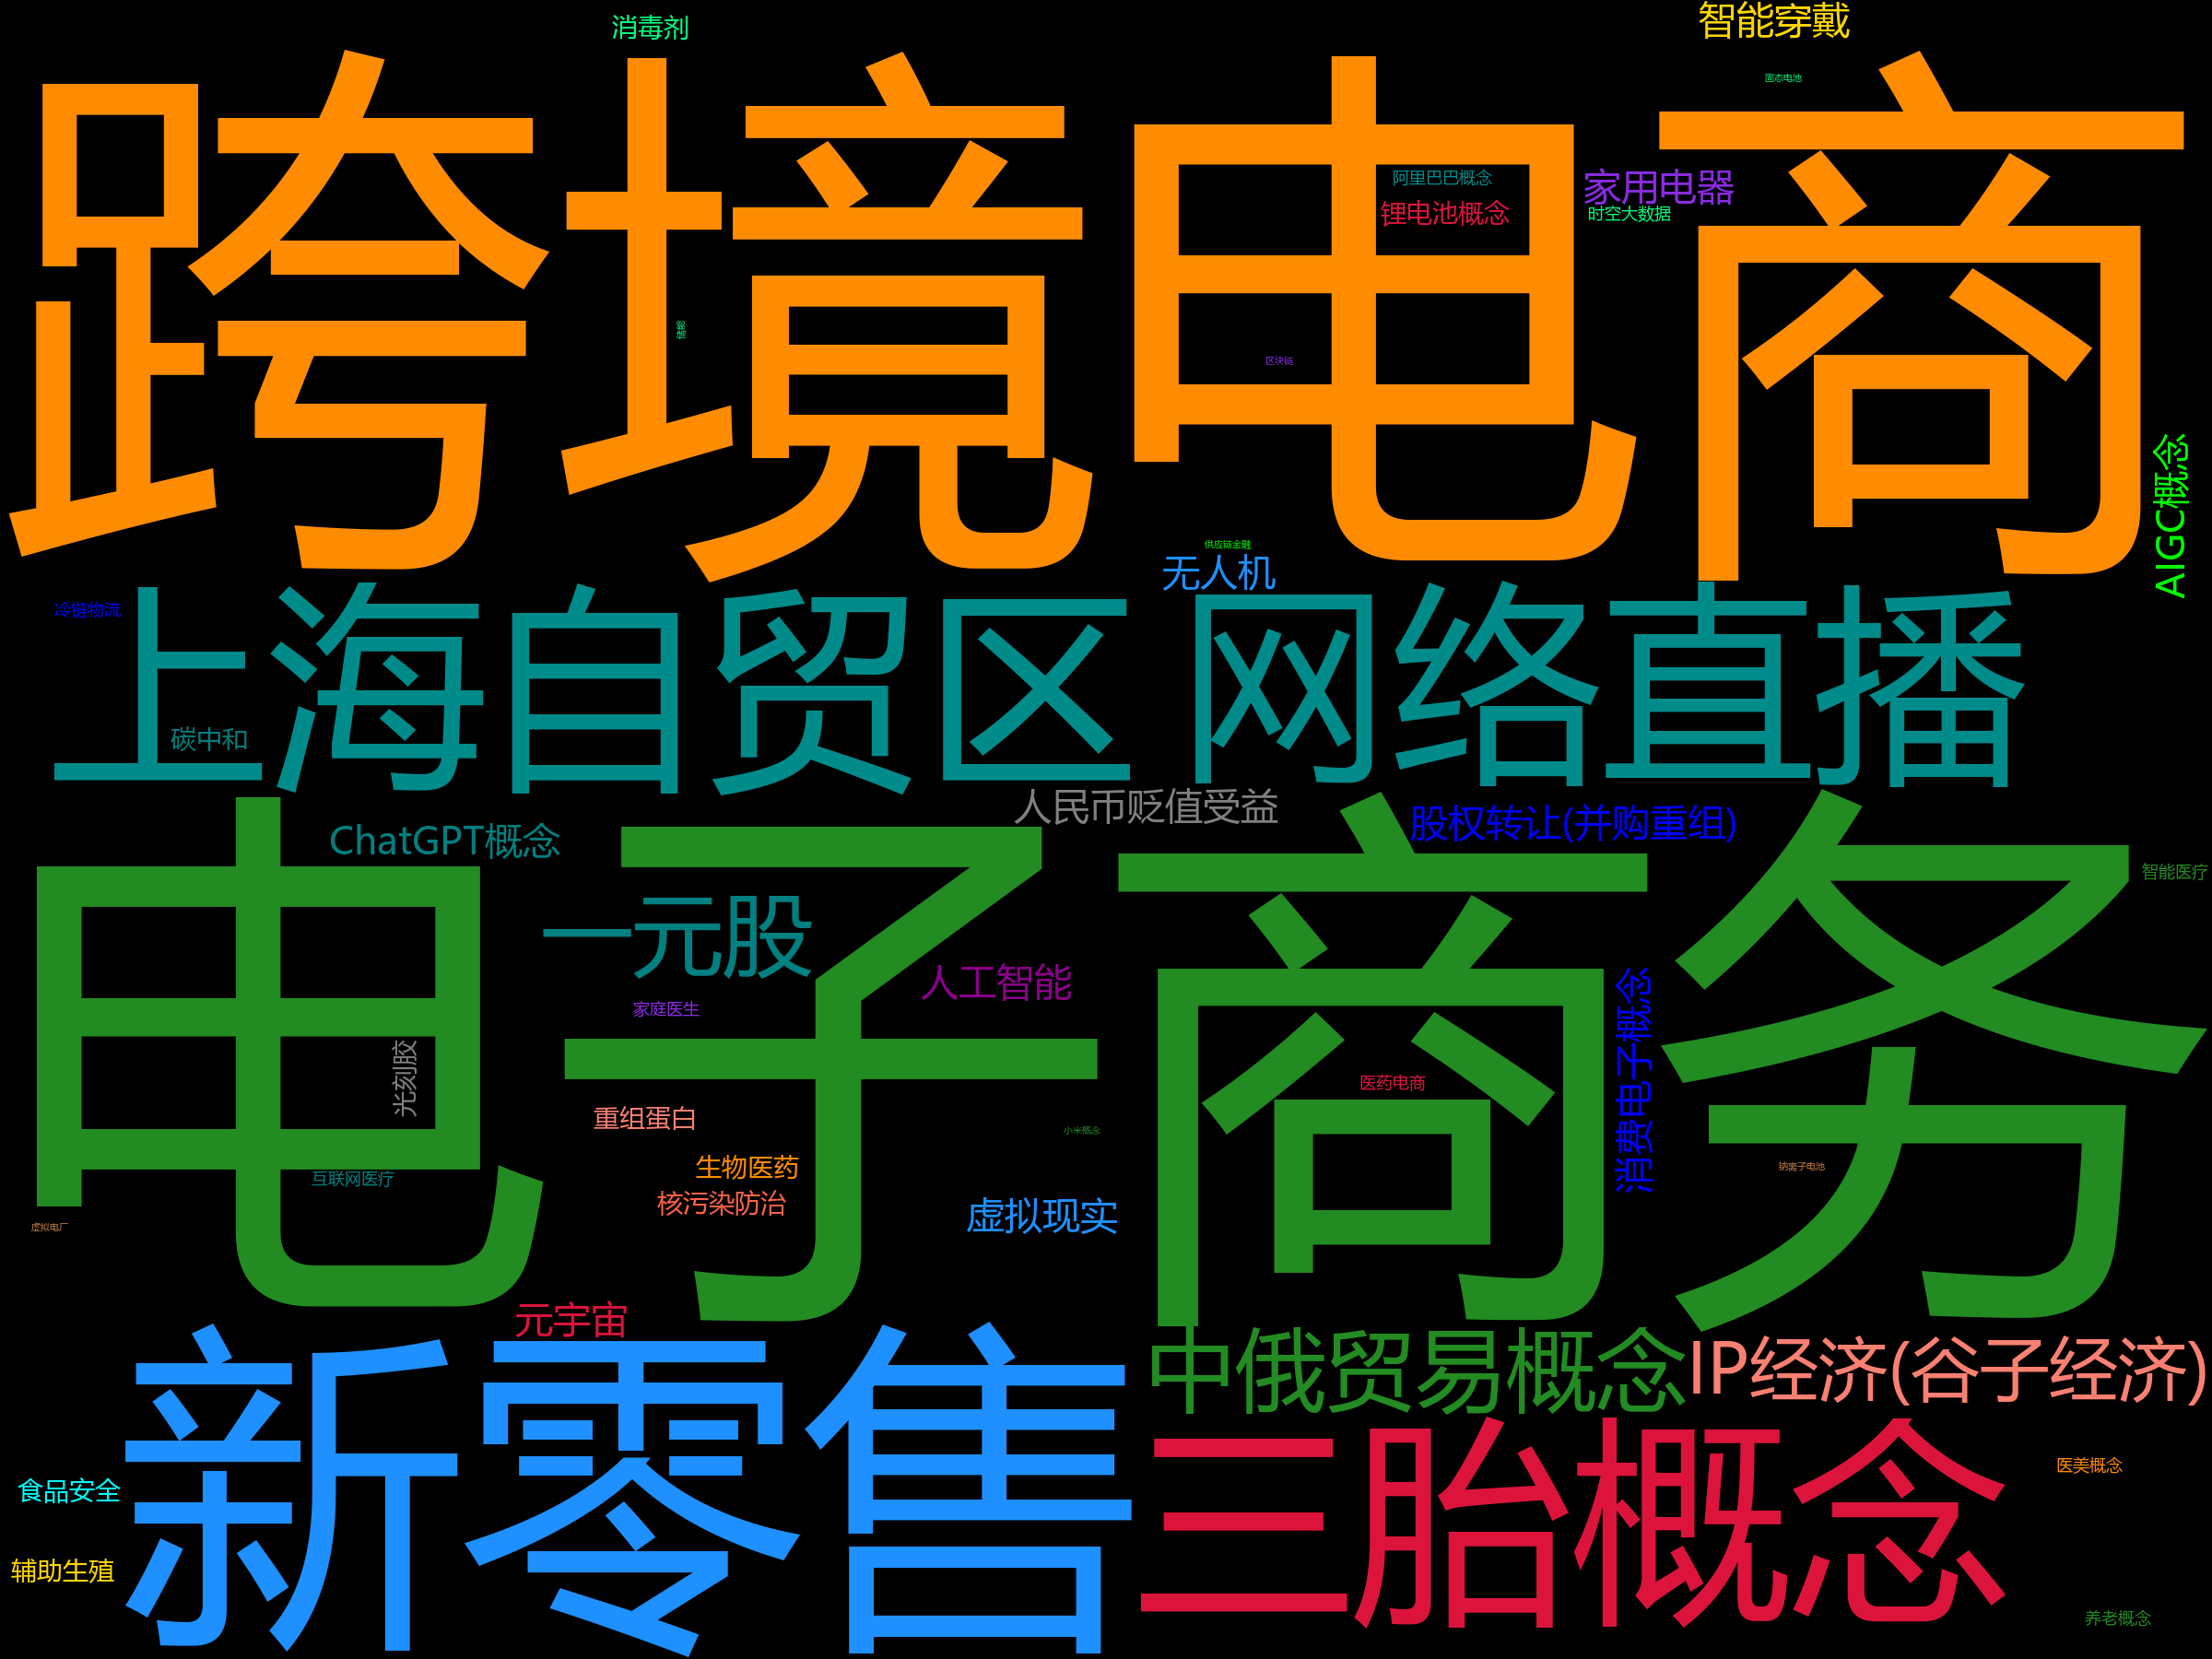 消毒剂
智能穿戴
固态电池
跨境电商
阿里巴巴概念
家用电器
锂电池概念
时空大数据
储能
区块链
AIGC概念
供应链金融
无人机
冷链物流
上海自贸区
网络直播
碳中和
人民币贬值受益
股权转让(并购重组)
ChatGPT概念
智能医疗
一元股
人工智能
家庭医生
电子商务
消费电子概念
光刻胶
医药电商
重组蛋白
小米概念
生物医药
钠离子电池
互联网医疗
核污染防治
虚拟现实
虚拟电厂
元宇宙
中俄贸易概念
IP经济(谷子经济)
新零售
三胎概念
医美概念
食品安全
辅助生殖
养老概念